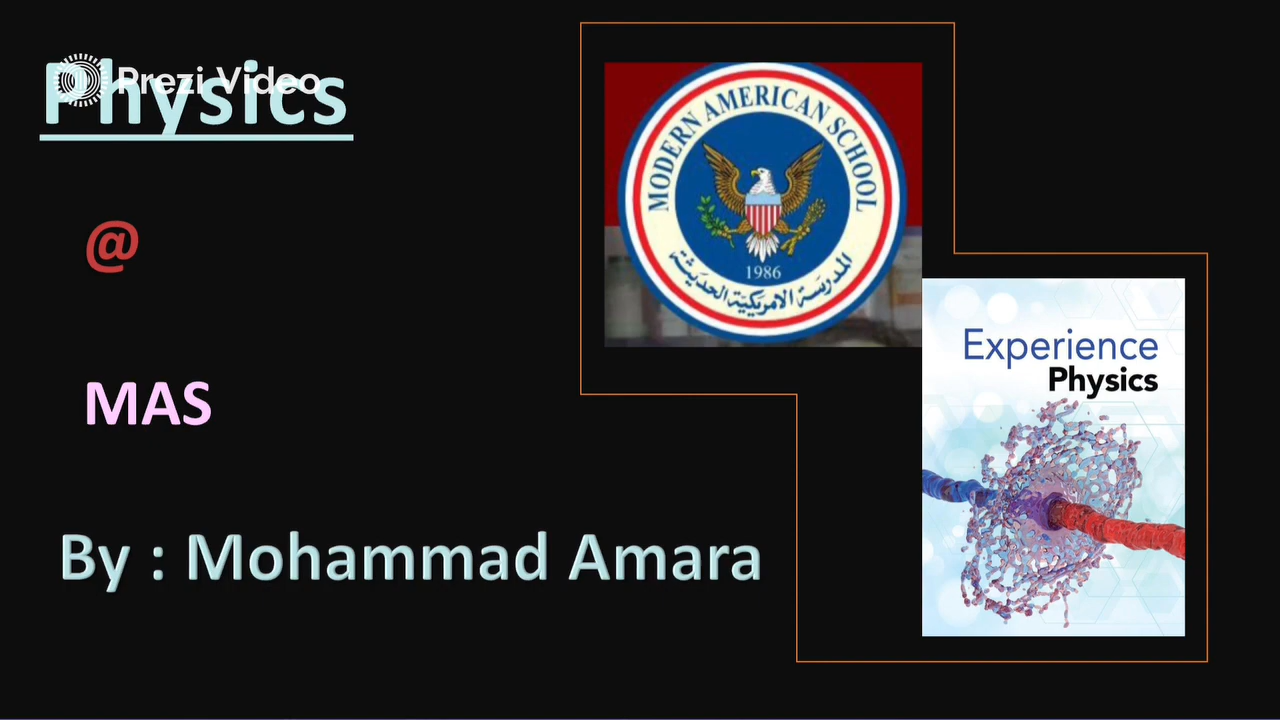 Physics
Prezi Video
@
MAS
By : Mohammad Amara
MODERN AMERICAN SCHOOL
1986
المدرسة الامريكية الحديثة
Experience
Physics